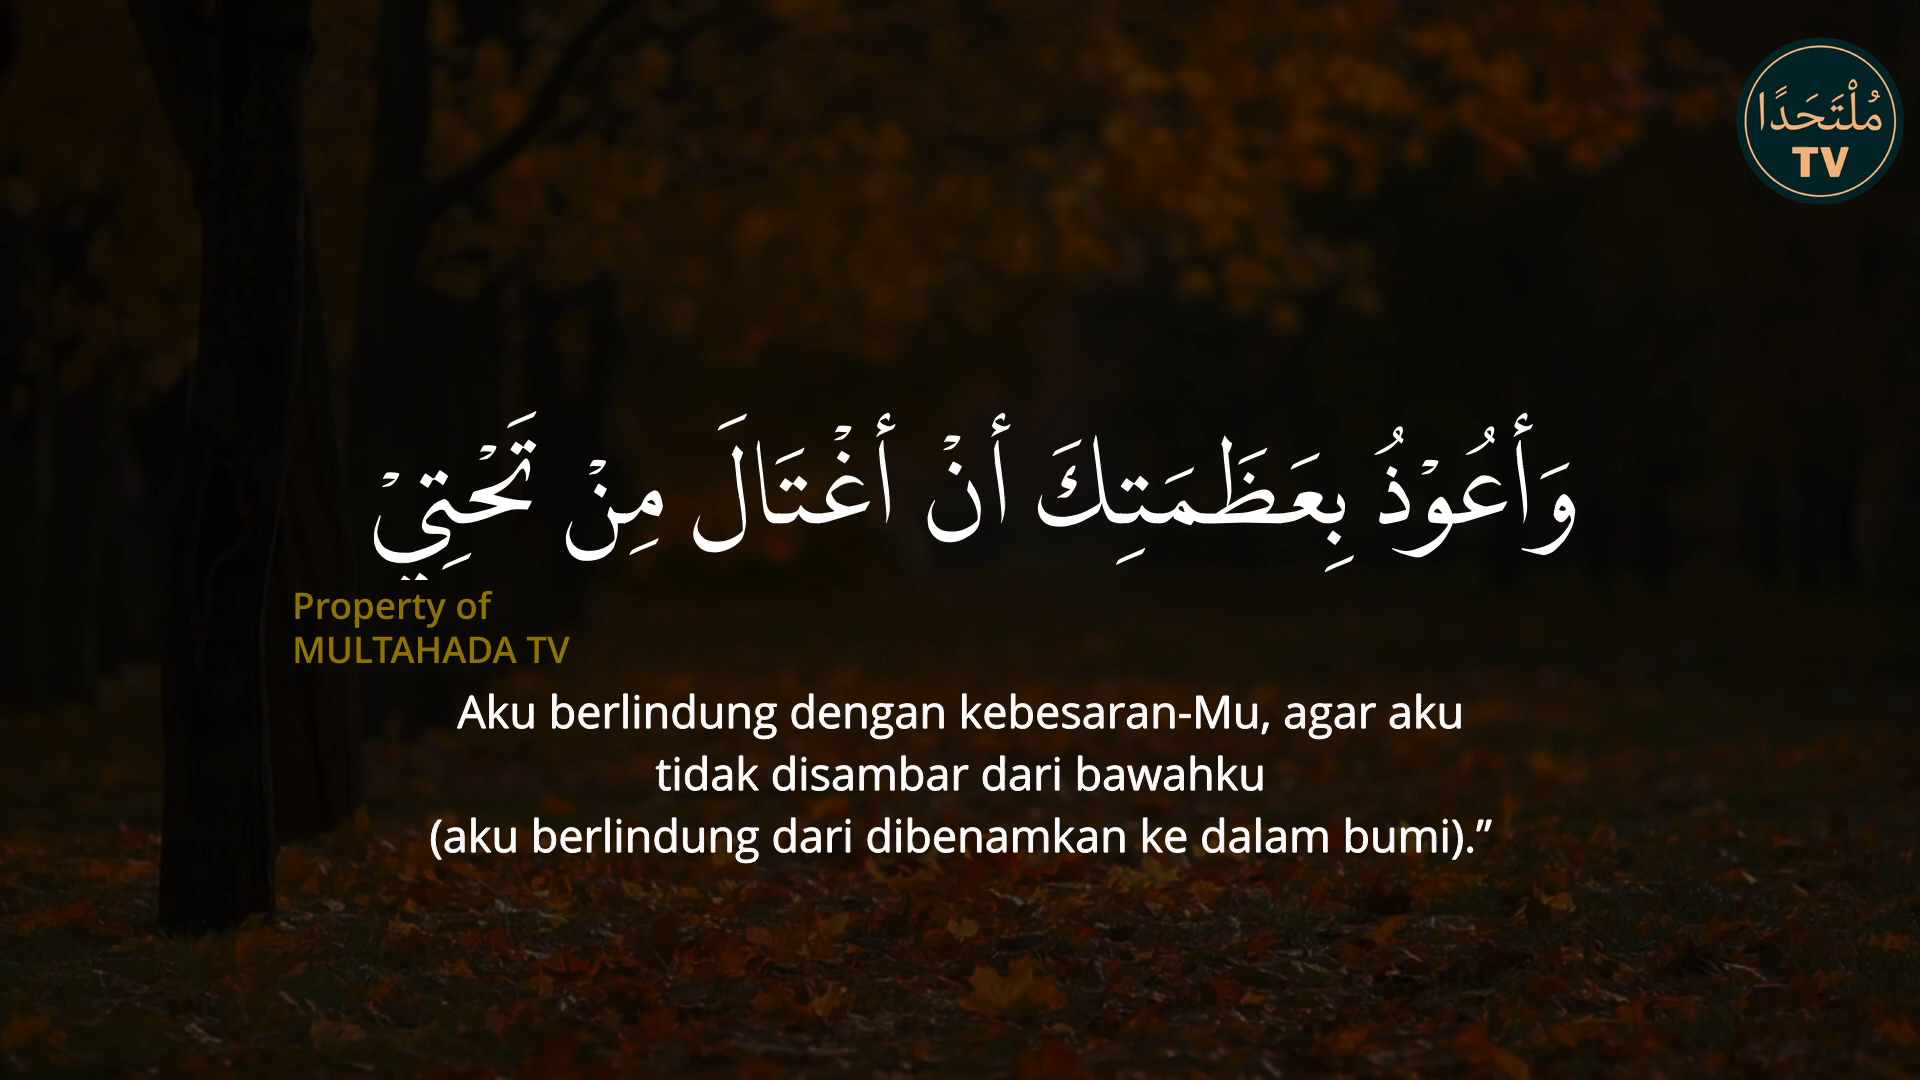 مُلْتَحَدًا
TV
وَأَعُوْذُ بِعَظَمَتِكَ أَنْ أَغْتَالَ مِنْ تَحْتِيْ
Property of
MULTAHADA TV
Aku berlindung dengan kebesaran-Mu, agar aku
tidak disambar dari bawahku
(aku berlindung dari dibenamkan ke dalam bumi).”